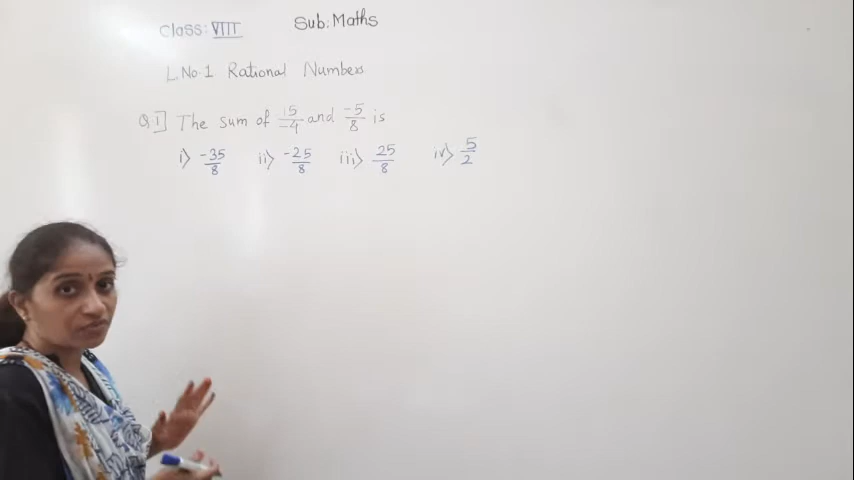 Class: VIII Sub: Maths
L.No.1 Rational Numbers
Q 1] The sum of 15/-4 and -5/8 is
i) -35/8 ii) -25/8 iii) 25/8 iv) 5/2